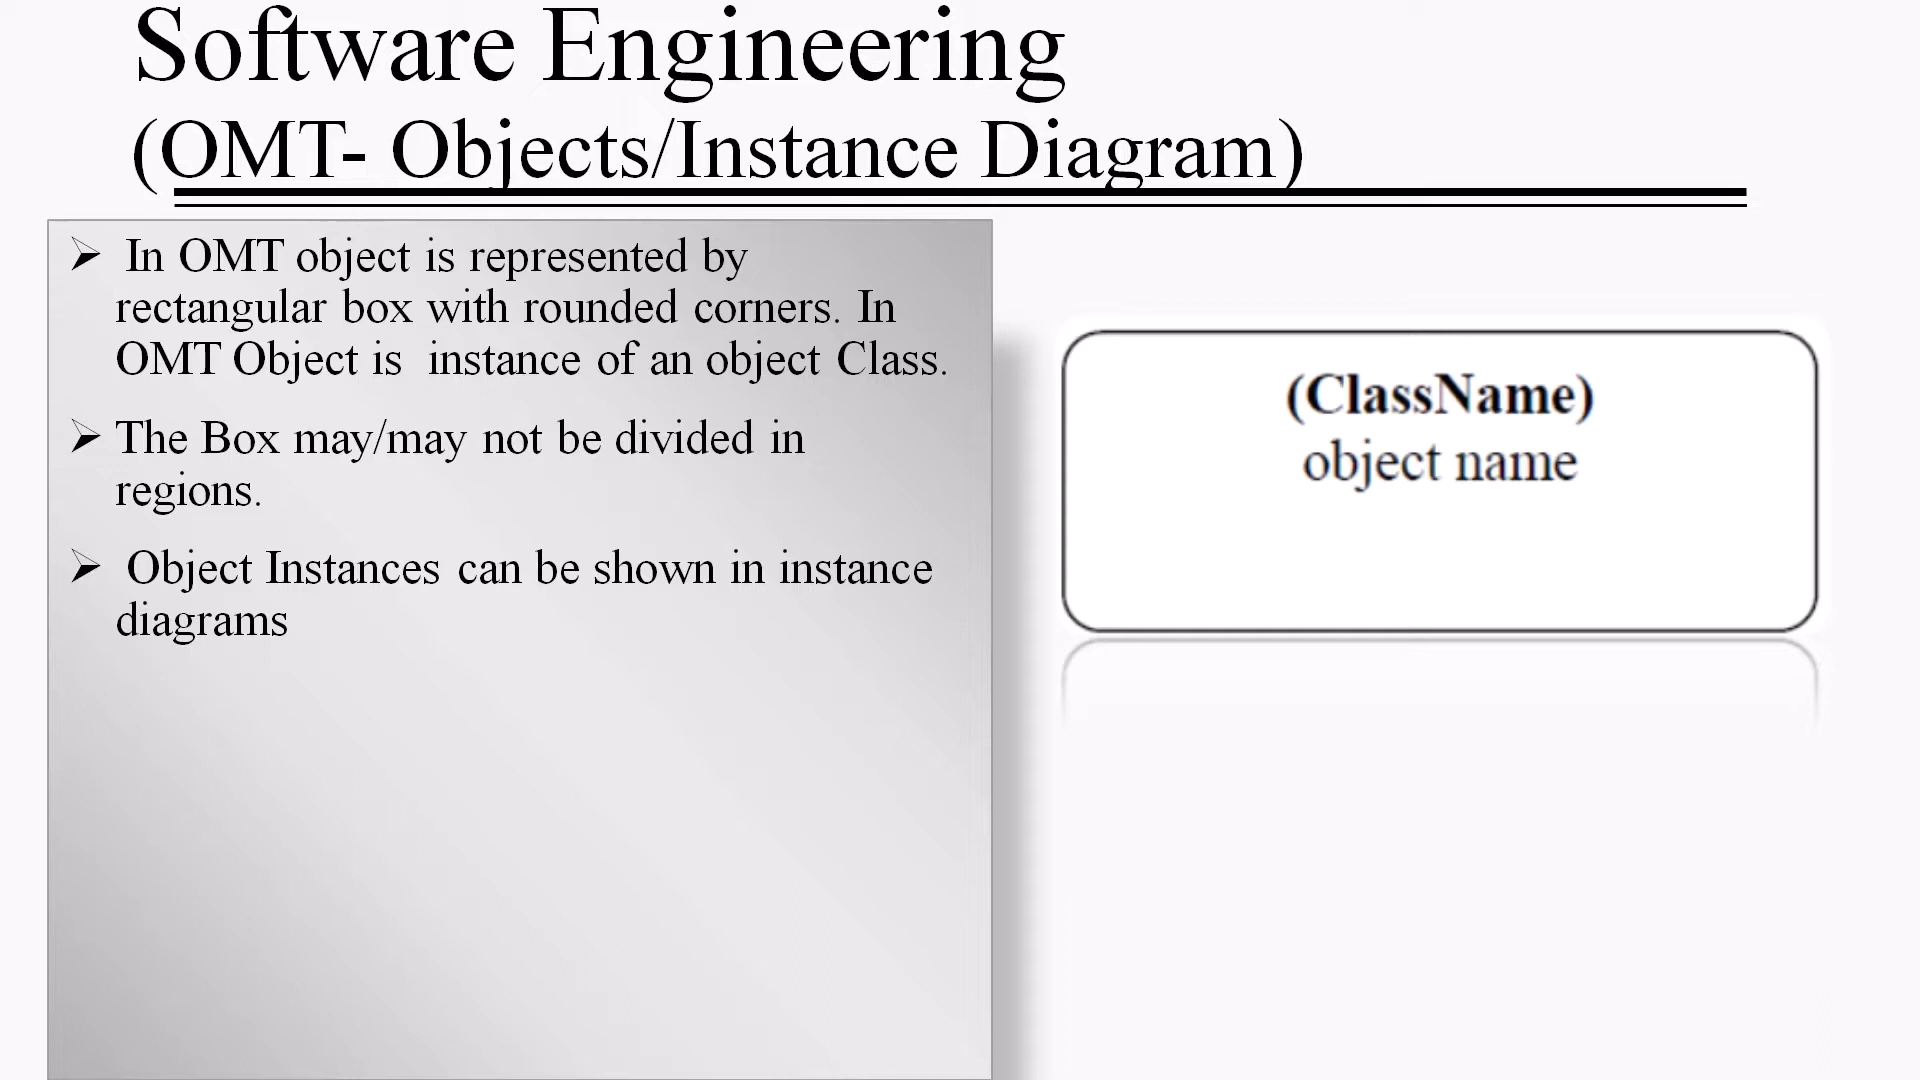 Software Engineering
(OMT- Objects/Instance Diagram)
➢ In OMT object is represented by
rectangular box with rounded corners. In
OMT Object is instance of an object Class.
➢ The Box may/may not be divided in
regions.
➢ Object Instances can be shown in instance
diagrams
(ClassName)
object name